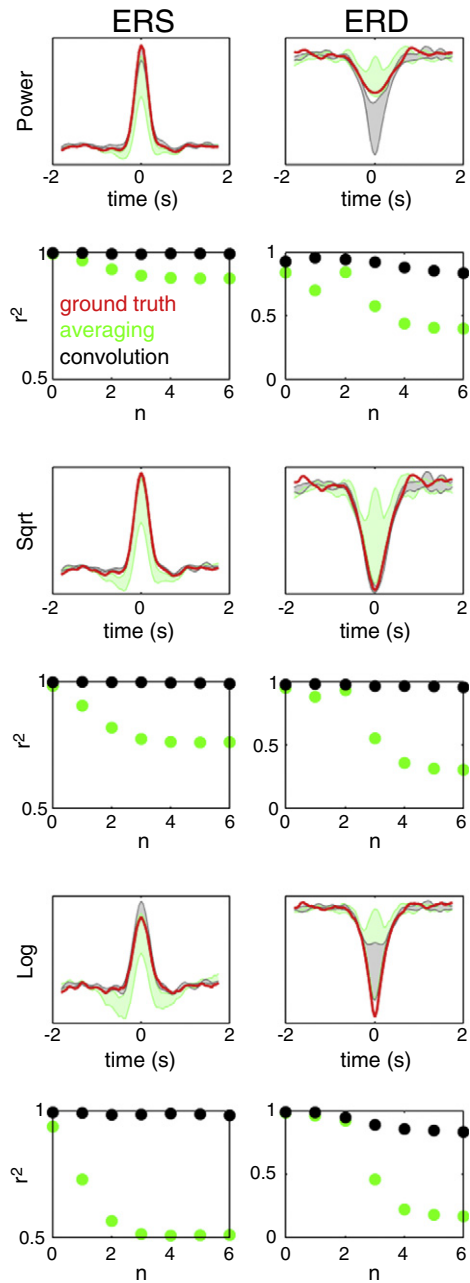 ERS ERD
Power
-2 0 2 -2 0 2
time (s) time (s)
1 1
r² 0.5
ground truth
averaging
convolution
0.5 0
0 2 4 6 0 2 4 6
n n
Sqrt
-2 0 2 -2 0 2
time (s) time (s)
1 1
r² 0.5
0.5 0
0 2 4 6 0 2 4 6
n n
Log
-2 0 2 -2 0 2
time (s) time (s)
1 1
r² 0.5
0.5 0
0 2 4 6 0 2 4 6
n n